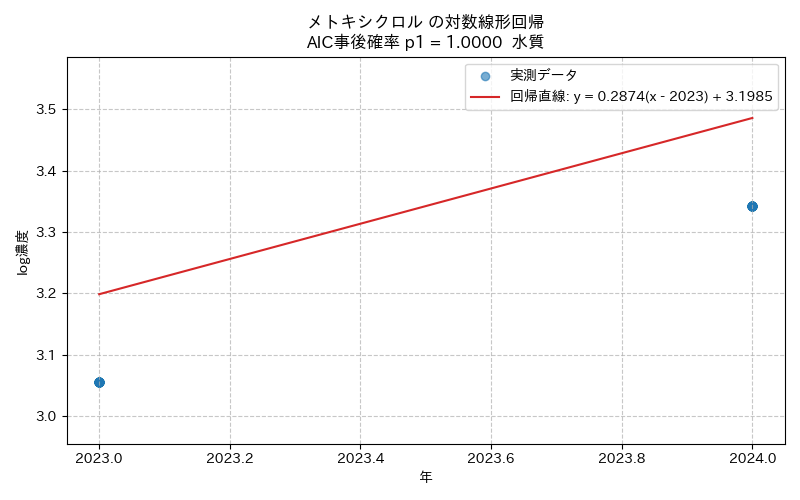 メトキシクロル の対数線形回帰
AIC事後確率 p1 = 1.0000 水質
実測データ
回帰直線: y = 0.2874(x - 2023) + 3.1985
log濃度
3.5
3.4
3.3
3.2
3.1
3.0
2023.0 2023.2 2023.4 2023.6 2023.8 2024.0
年